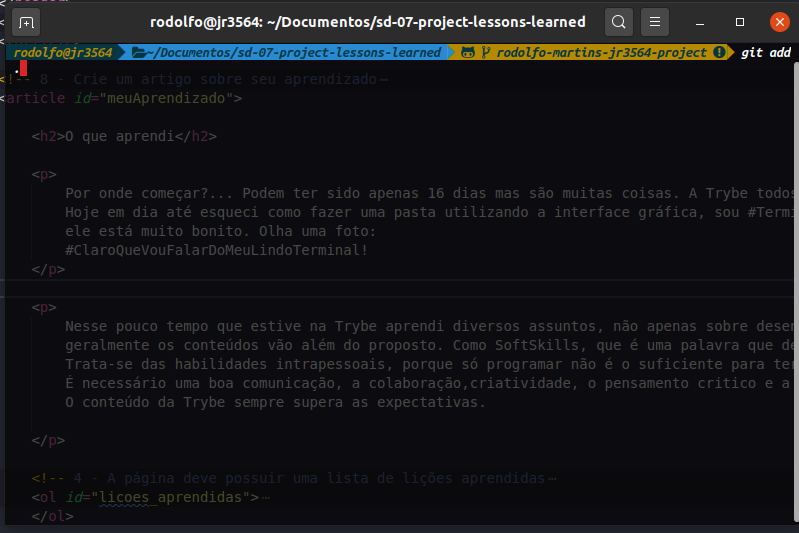 rodolfo@jr3564: ~/Documentos/sd-07-project-lessons-learned
rodolfo@jr3564 ~/Documentos/sd-07-project-lessons-learned rodolfo-martins-jr3564-project git add
.
<!-- 8 - Crie um artigo sobre seu aprendizado
<article id="meuAprendizado">
<h2>O que aprendi</h2>
<p>
Por onde começar?... Podem ter sido apenas 16 dias mas são muitas coisas. A Trybe todos
Hoje em dia até esqueci como fazer uma pasta utilizando a interface gráfica, sou
ele está muito bonito. Olha uma foto:
#ClaroQueVouFalarDoMeuLindoTerminal!
</p>
<p>
Nesse pouco tempo que estive na Trybe aprendi diversos assuntos, não apenas sobre
geralmente os conteúdos vão além do proposto. Como SoftSkills, que é uma palavra que
Trata-se das habilidades intrapessoais, porque só programar não é o suficiente para
É necessário uma boa comunicação, a colaboração,criatividade, o pensamento critico e a
O conteúdo da Trybe sempre supera as expectativas.
</p>
<!-- 4 - A página deve possuir uma lista de lições aprendidas
<ol id="licoes_aprendidas">
</ol>